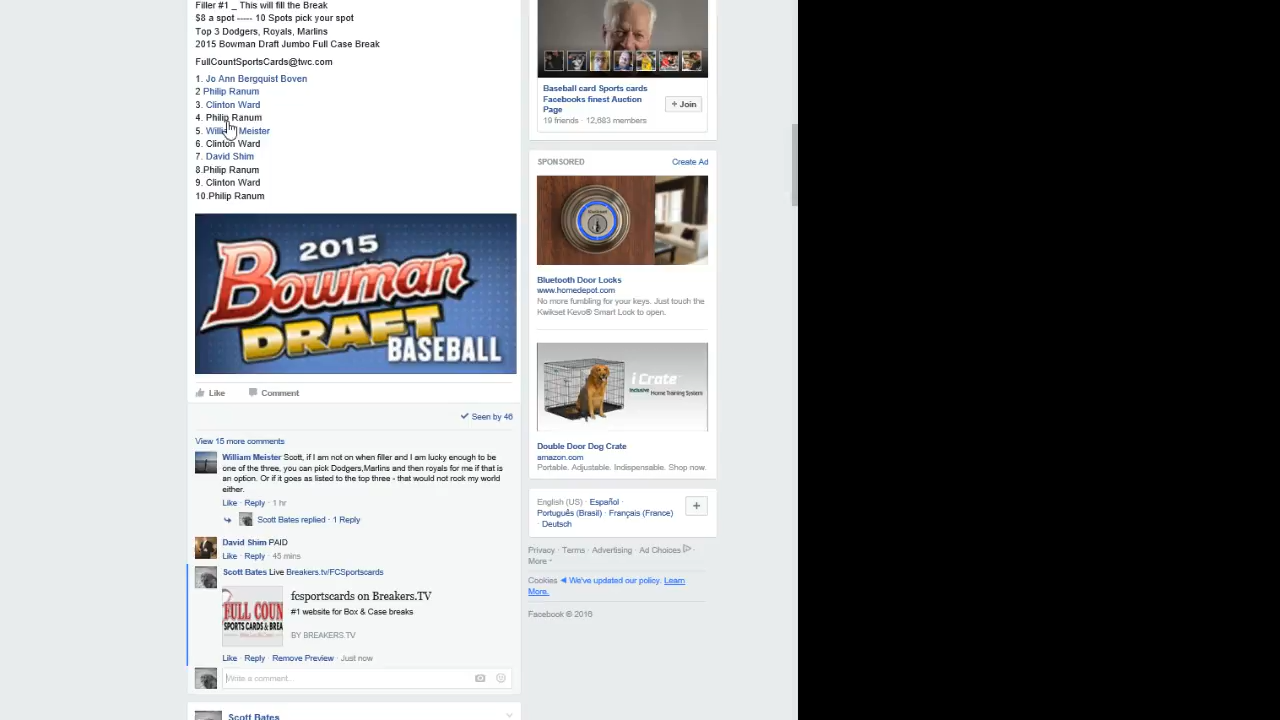 Filler #1 _ This will fill the Break
$8 a spot ----- 10 Spots pick your spot
Top 3 Dodgers, Royals, Marlins
2015 Bowman Draft Jumbo Full Case Break
FullCountSportsCards@twc.com
1. Jo Ann Bergquist Boven
2 Philip Ranum
3. Clinton Ward
4. Philip Ranum
5. William Meister
6. Clinton Ward
7. David Shim
8.Philip Ranum
9. Clinton Ward
10.Philip Ranum
2015
Bowman
DRAFT
BASEBALL
Like Comment
Seen by 46
View 15 more comments
William Meister Scott, if I am not on when filler and I am lucky enough to be
one of the three, you can pick Dodgers,Marlins and then royals for me if that is
an option. Or if it goes as listed to the top three - that would not rock my world
either.
Like · Reply · 1 hr
Scott Bates replied · 1 Reply
David Shim PAID
Like · Reply · 45 mins
Scott Bates Live Breakers.tv/FCSportscards
FULL COUN
SPORTS CARDS & BREA
fcsportscards on Breakers.TV
#1 website for Box & Case breaks
BY BREAKERS.TV
Like · Reply · Remove Preview · Just now
Write a comment...
Scott Bates
Baseball card Sports cards
Facebooks finest Auction
Page
19 friends · 12,683 members
+ Join
SPONSORED Create Ad
Bluetooth Door Locks
www.homedepot.com
No more fumbling for your keys. Just touch the
Kwikset Kevo® Smart Lock to open.
iCrate
Inclusive Home Training System
Double Door Dog Crate
amazon.com
Portable. Adjustable. Indispensable. Shop now.
English (US) · Español ·
Português (Brasil) · Français (France) ·
Deutsch
+
Privacy · Terms · Advertising · Ad Choices ·
More
Cookies We've updated our policy. Learn
More.
Facebook © 2016